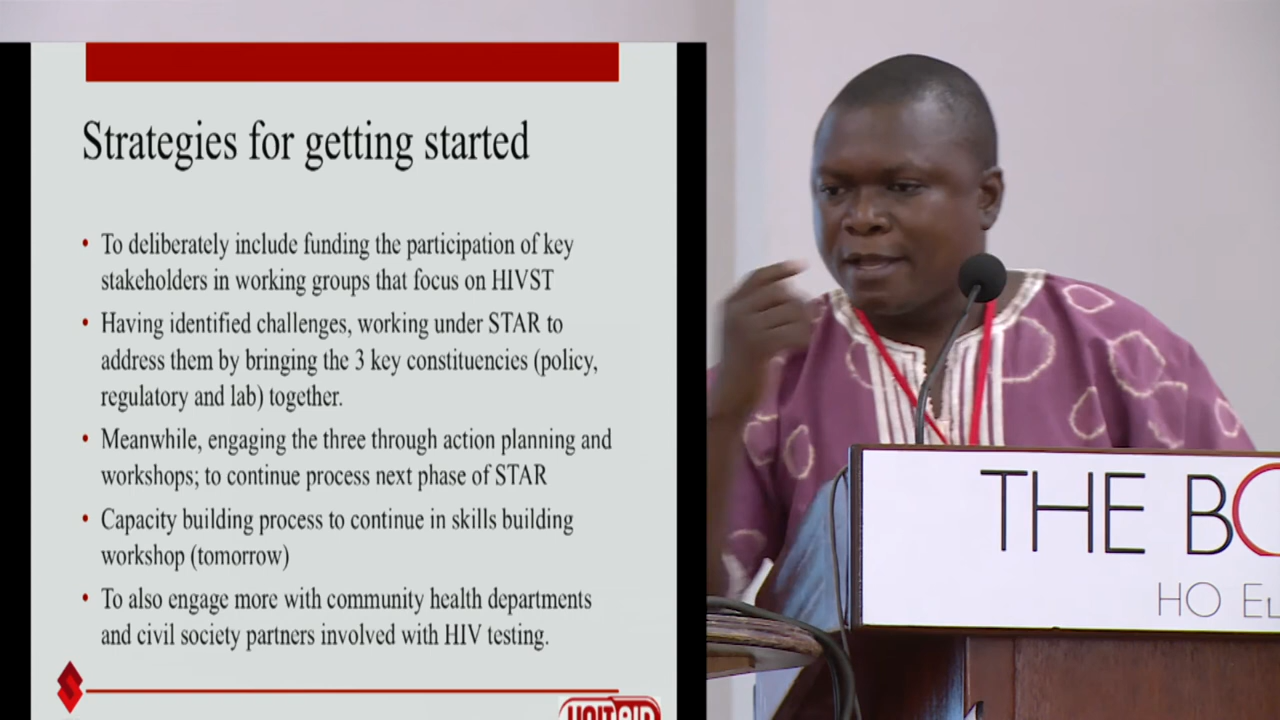 Strategies for getting started
• To deliberately include funding the participation of key
stakeholders in working groups that focus on HIVST
• Having identified challenges, working under STAR to
address them by bringing the 3 key constituencies (policy,
regulatory and lab) together.
• Meanwhile, engaging the three through action planning and
workshops; to continue process next phase of STAR
• Capacity building process to continue in skills building
workshop (tomorrow)
• To also engage more with community health departments
and civil society partners involved with HIV testing.
UNITAID
THE BO
HO EL